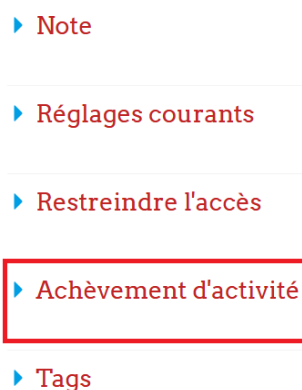 Note
Réglages courants
Restreindre l'accès
Achèvement d'activité
Tags